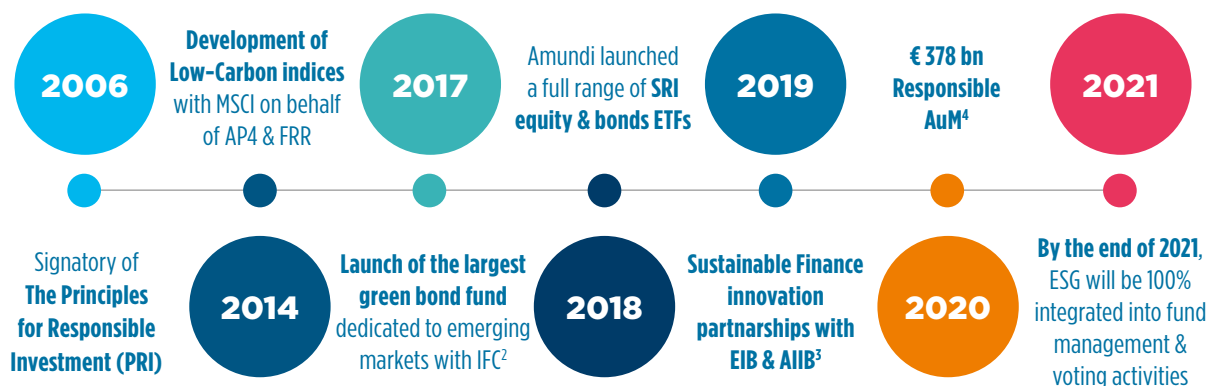 2006
Signatory of
The Principles
for Responsible
Investment (PRI)
Development of
Low-Carbon indices
with MSCI on behalf
of AP4 & FRR
2014
2017
Launch of the largest
green bond fund
dedicated to emerging
markets with IFC²
Amundi launched
a full range of SRI
equity & bonds ETFs
2018
2019
Sustainable Finance
innovation
partnerships with
EIB & AIIB³
€ 378 bn
Responsible
AuM⁴
2020
2021
By the end of 2021,
ESG will be 100%
integrated into fund
management &
voting activities